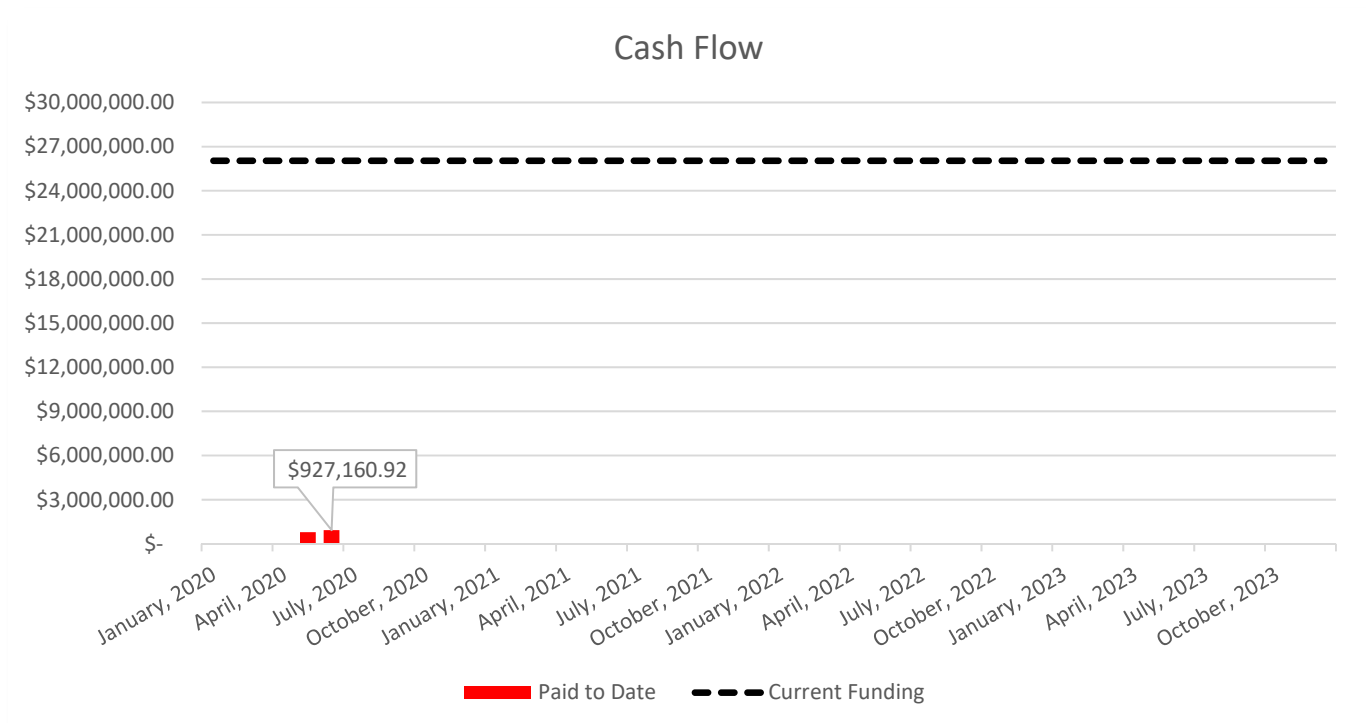 Cash Flow
$30,000,000.00
$27,000,000.00
$24,000,000.00
$21,000,000.00
$18,000,000.00
$15,000,000.00
$12,000,000.00
$9,000,000.00
$6,000,000.00
$3,000,000.00
$-
$927,160.92
January, 2020
April, 2020
July, 2020
October, 2020
January, 2021
April, 2021
July, 2021
October, 2021
January, 2022
April, 2022
July, 2022
October, 2022
January, 2023
April, 2023
July, 2023
October, 2023
Paid to Date
Current Funding